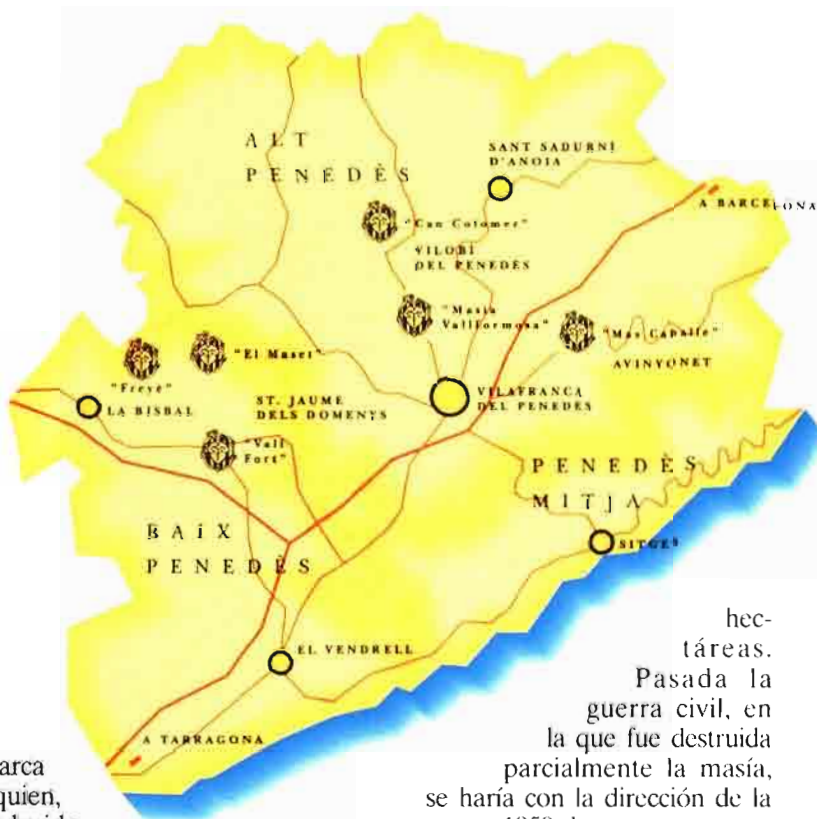 ALT
PENEDÈS
SANT SADURNÍ
D'ANOIA
A BARCELONA
"Can Colomer"
VILOBÍ
DEL PENEDÈS
"Masia
Vallformosa"
"Mas Caballe"
AVINYONET
"El Maset"
"Freyé"
LA BISBAL
ST. JAUME
DELS DOMENYS
VILAFRANCA
DEL PENEDÈS
"Vall
Fort"
PENEDÈS
MITJA
BAIX
PENEDÈS
SITGES
EL VENDRELL
A TARRAGONA
arca
quien,
hec-
táreas.
Pasada la
guerra civil, en
la que fue destruida
parcialmente la masía,
se haría con la dirección de la